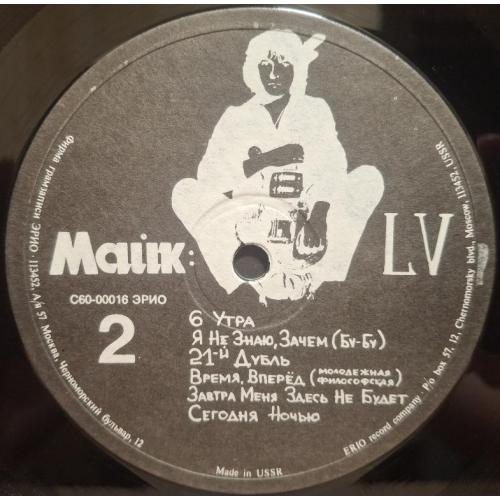 Майк:
LV
С60-00016 ЭРИО
2
6 Утра
Я Не Знаю, Зачем (Бу-Бу)
21-й Дубль
Время, Вперёд (молодежная философская)
Завтра Меня Здесь Не Будет
Сегодня Ночью
Фирма грамзаписи ЭРИО · 113452, А/я 57 Москва, Черноморский бульвар, 12
Made in USSR
ERIO record company · P/o box 57, 12, Chernomorsky blvd., Moscow, 113452, USSR